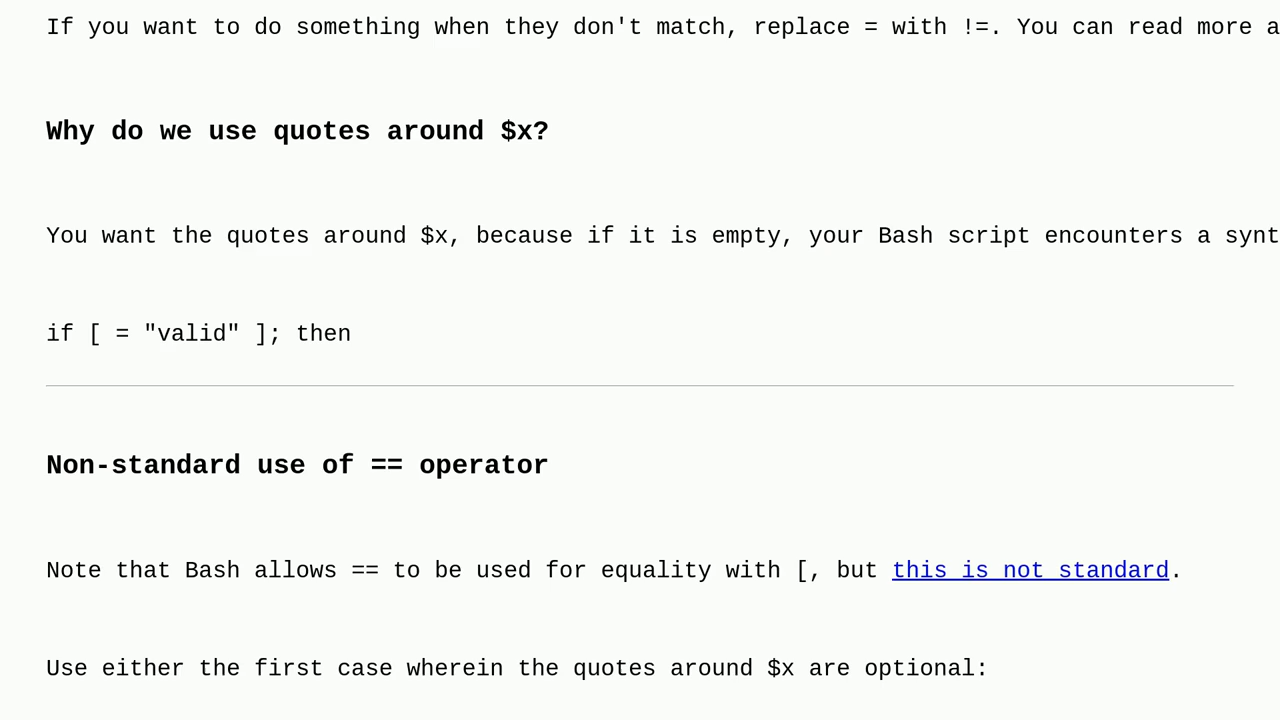 If you want to do something when they don't match, replace = with !=. You can read more
Why do we use quotes around $x?
You want the quotes around $x, because if it is empty, your Bash script encounters a
if [ = "valid" ]; then
Non-standard use of == operator
Note that Bash allows == to be used for equality with [, but this is not standard.
Use either the first case wherein the quotes around $x are optional: